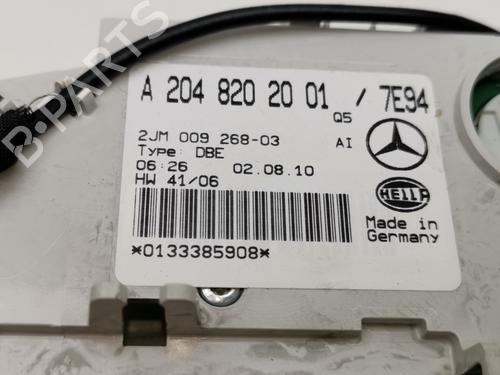 B-PARTS
A 204 820 20 01 / 7E94
Q5
2JM 009 268-03 AI
Type: DBE
06:26 02.08.10
HW 41/06
HELLA
Made in
Germany
*0133385908*